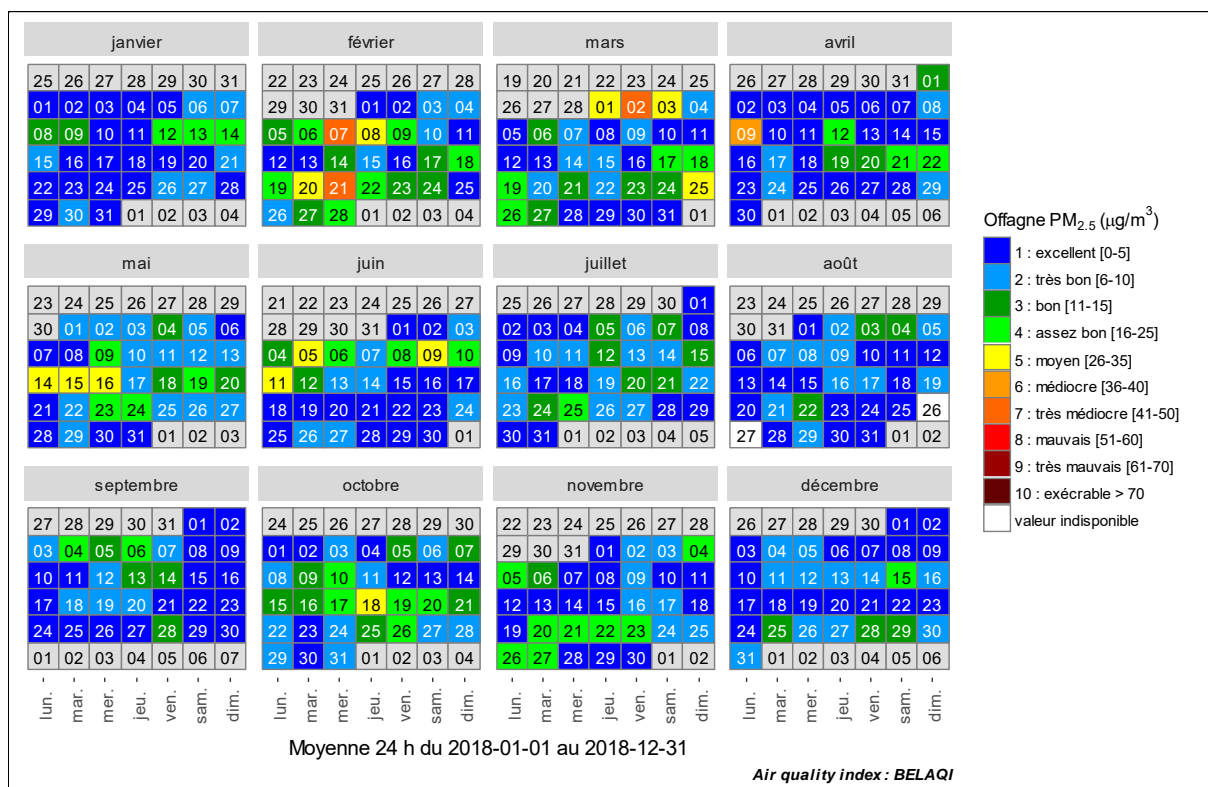 janvier février mars avril
25 26 27 28 29 30 31 22 23 24 25 26 27 28 19 20 21 22 23 24 25 26 27 28 29 30 31 01
01 02 03 04 05 06 07 29 30 31 01 02 03 04 26 27 28 01 02 03 04 02 03 04 05 06 07 08
08 09 10 11 12 13 14 05 06 07 08 09 10 11 05 06 07 08 09 10 11 09 10 11 12 13 14 15
15 16 17 18 19 20 21 12 13 14 15 16 17 18 12 13 14 15 16 17 18 16 17 18 19 20 21 22
22 23 24 25 26 27 28 19 20 21 22 23 24 25 19 20 21 22 23 24 25 23 24 25 26 27 28 29
29 30 31 01 02 03 04 26 27 28 01 02 03 04 26 27 28 29 30 31 01 30 01 02 03 04 05 06
mai juin juillet août
23 24 25 26 27 28 29 21 22 23 24 25 26 27 25 26 27 28 29 30 01 23 24 25 26 27 28 29
30 01 02 03 04 05 06 28 29 30 31 01 02 03 02 03 04 05 06 07 08 30 31 01 02 03 04 05
07 08 09 10 11 12 13 04 05 06 07 08 09 10 09 10 11 12 13 14 15 06 07 08 09 10 11 12
14 15 16 17 18 19 20 11 12 13 14 15 16 17 16 17 18 19 20 21 22 13 14 15 16 17 18 19
21 22 23 24 25 26 27 18 19 20 21 22 23 24 23 24 25 26 27 28 29 20 21 22 23 24 25 26
28 29 30 31 01 02 03 25 26 27 28 29 30 01 30 31 01 02 03 04 05 27 28 29 30 31 01 02
septembre octobre novembre décembre
27 28 29 30 31 01 02 24 25 26 27 28 29 30 22 23 24 25 26 27 28 26 27 28 29 30 01 02
03 04 05 06 07 08 09 01 02 03 04 05 06 07 29 30 31 01 02 03 04 03 04 05 06 07 08 09
10 11 12 13 14 15 16 08 09 10 11 12 13 14 05 06 07 08 09 10 11 10 11 12 13 14 15 16
17 18 19 20 21 22 23 15 16 17 18 19 20 21 12 13 14 15 16 17 18 17 18 19 20 21 22 23
24 25 26 27 28 29 30 22 23 24 25 26 27 28 19 20 21 22 23 24 25 24 25 26 27 28 29 30
01 02 03 04 05 06 07 29 30 31 01 02 03 04 26 27 28 29 30 01 02 31 01 02 03 04 05 06
lun. mar. mer. jeu. ven. sam. dim. lun. mar. mer. jeu. ven. sam. dim. lun. mar. mer. jeu. ven. sam. dim. lun. mar. mer. jeu. ven. sam. dim.
Moyenne 24 h du 2018-01-01 au 2018-12-31
Air quality index : BELAQI
Offagne PM2.5 (μg/m3)
1 : excellent [0-5]
2 : très bon [6-10]
3 : bon [11-15]
4 : assez bon [16-25]
5 : moyen [26-35]
6 : médiocre [36-40]
7 : très médiocre [41-50]
8 : mauvais [51-60]
9 : très mauvais [61-70]
10 : exécrable > 70
valeur indisponible